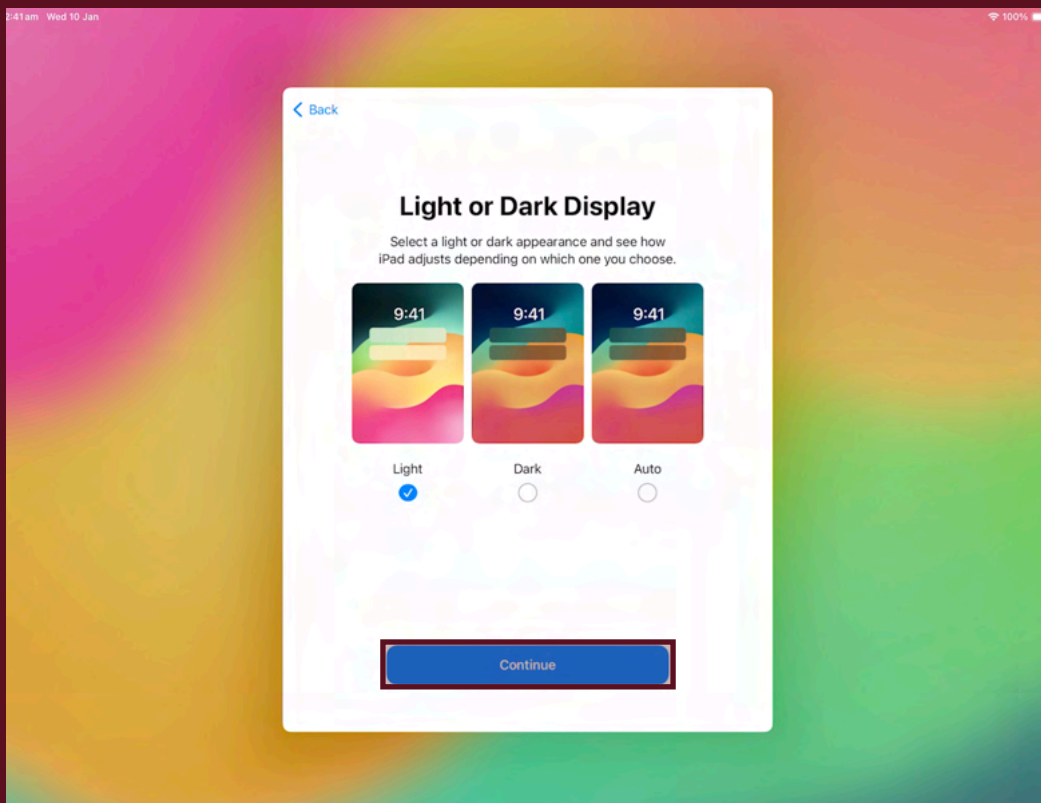 2:41am Wed 10 Jan 100%
Back
Light or Dark Display
Select a light or dark appearance and see how
iPad adjusts depending on which one you choose.
9:41 9:41 9:41
Light Dark Auto
Continue